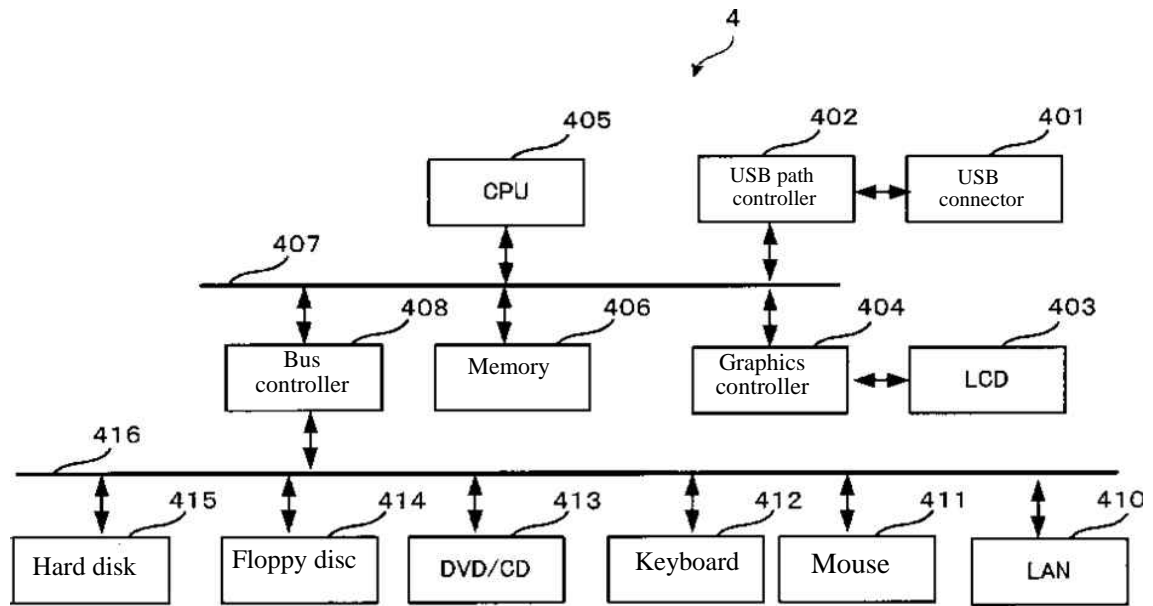 4
405
402
401
CPU
USB path
controller
USB
connector
407
408
406
404
403
Bus
controller
Memory
Graphics
controller
LCD
416
415
414
413
412
411
410
Hard disk
Floppy disc
DVD/CD
Keyboard
Mouse
LAN